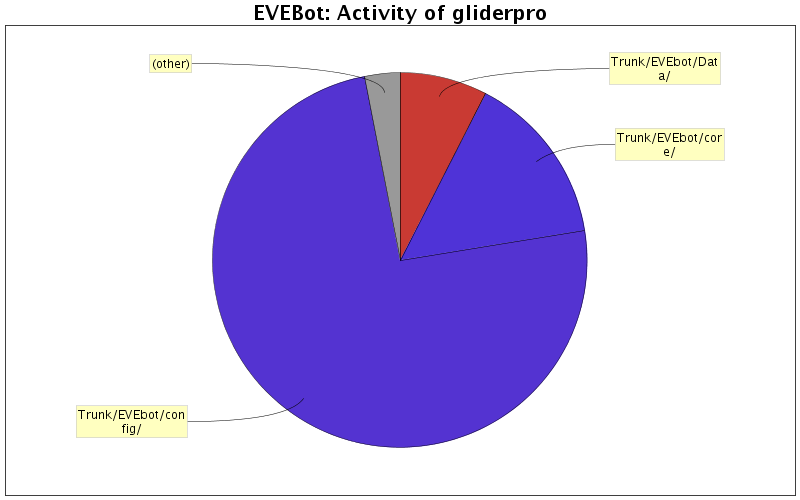 EVEBot: Activity of gliderpro
(other)
Trunk/EVEbot/Dat
a/
Trunk/EVEbot/cor
e/
Trunk/EVEbot/con
fig/